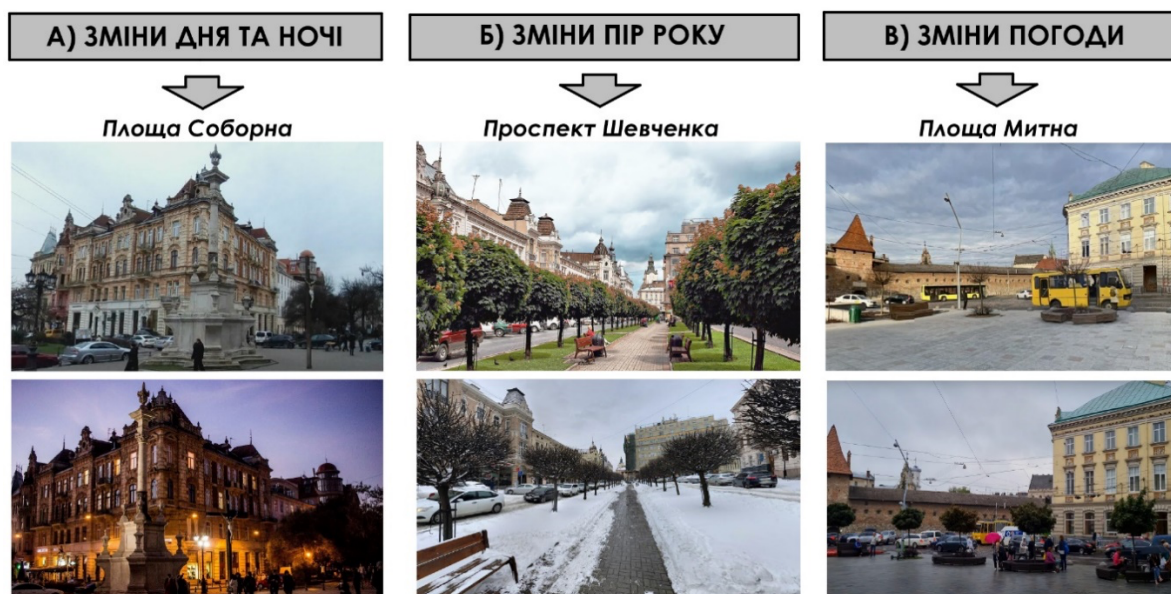 А) ЗМІНИ ДНЯ ТА НОЧІ
Площа Соборна
Б) ЗМІНИ ПІР РОКУ
Проспект Шевченка
В) ЗМІНИ ПОГОДИ
Площа Митна